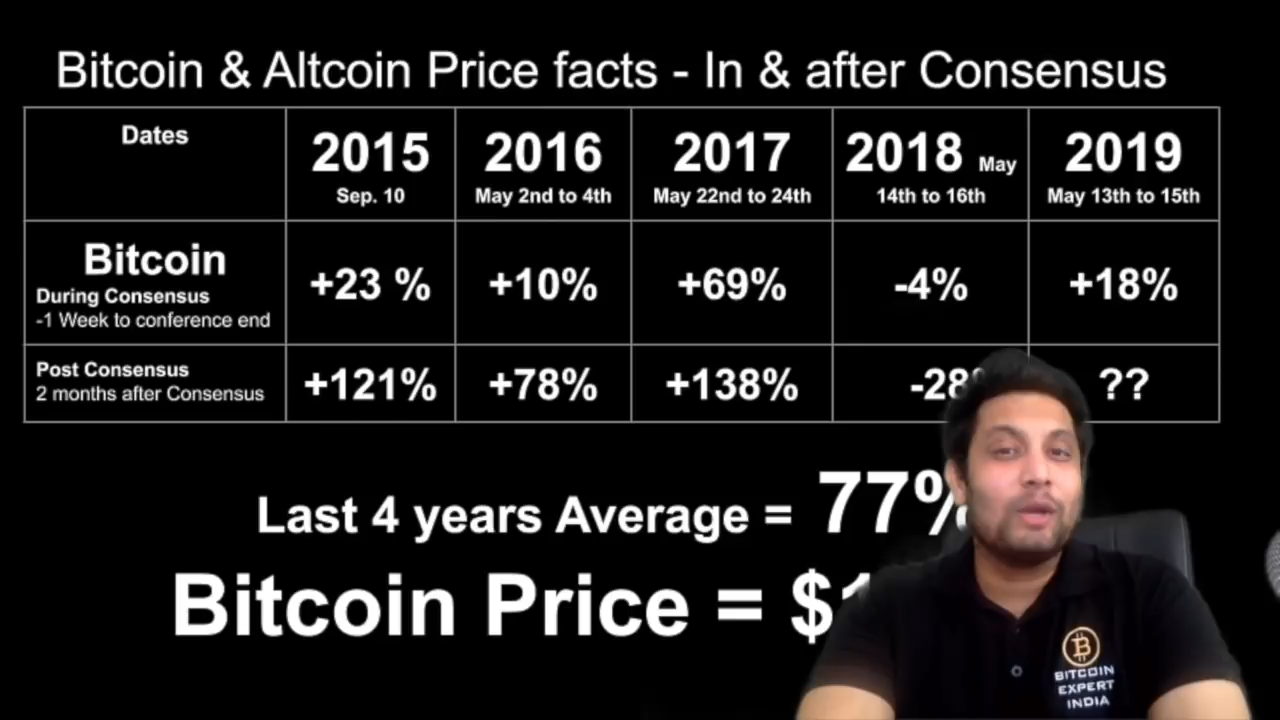 Bitcoin & Altcoin Price facts - In & after Consensus
Dates
2015
Sep. 10
2016
May 2nd to 4th
2017
May 22nd to 24th
2018 May
14th to 16th
2019
May 13th to 15th
Bitcoin
During Consensus
-1 Week to conference end
+23 %
+10%
+69%
-4%
+18%
Post Consensus
2 months after Consensus
+121%
+78%
+138%
-28%
??
Last 4 years Average = 77%
Bitcoin Price = $1
BITCOIN
EXPERT
INDIA